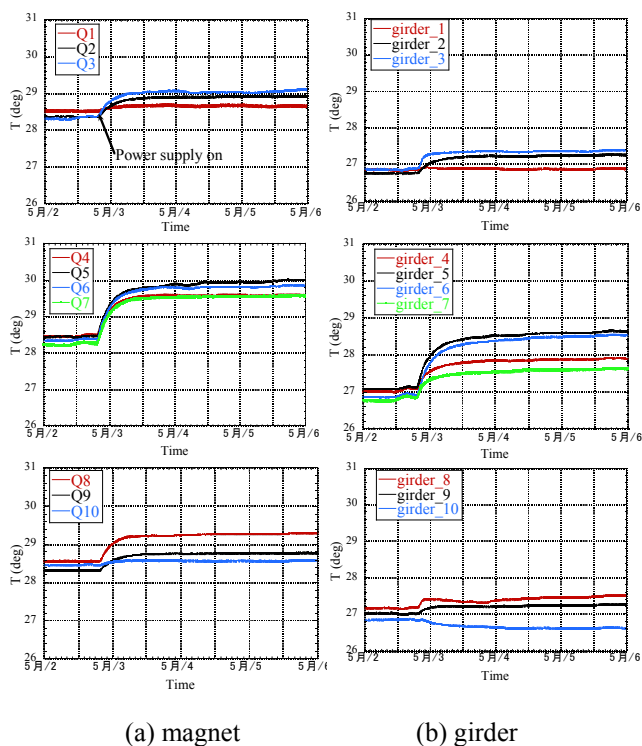 31
30
29
28
27
26
T (deg)
Q1
Q2
Q3
Power supply on
5月/2 5月/3 5月/4 5月/5 5月/6
Time
31
30
29
28
27
26
T (deg)
girder_1
girder_2
girder_3
5月/2 5月/3 5月/4 5月/5 5月/6
Time
31
30
29
28
27
26
T (deg)
Q4
Q5
Q6
Q7
5月/2 5月/3 5月/4 5月/5 5月/6
Time
31
30
29
28
27
26
T (deg)
girder_4
girder_5
girder_6
girder_7
5月/2 5月/3 5月/4 5月/5 5月/6
Time
31
30
29
28
27
26
T (deg)
Q8
Q9
Q10
5月/2 5月/3 5月/4 5月/5 5月/6
Time
31
30
29
28
27
26
T (deg)
girder_8
girder_9
girder_10
5月/2 5月/3 5月/4 5月/5 5月/6
Time
(a) magnet
(b) girder